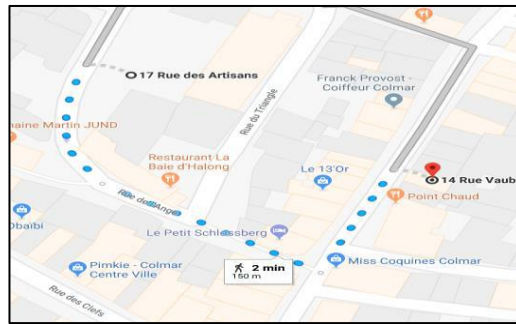 17 Rue des Artisans
Franck Provost -
Coiffeur Colmar
Rue du Triangle
aine Martin JUND
Restaurant La
Baie d'Halong
Le 13'Or
14 Rue Vaub
Point Chaud
Rue de l'Ange
Obaïbi
Le Petit Schlossberg
Pimkie - Colmar
Centre Ville
2 min
150 m
Miss Coquines Colmar
Rue des Clefs